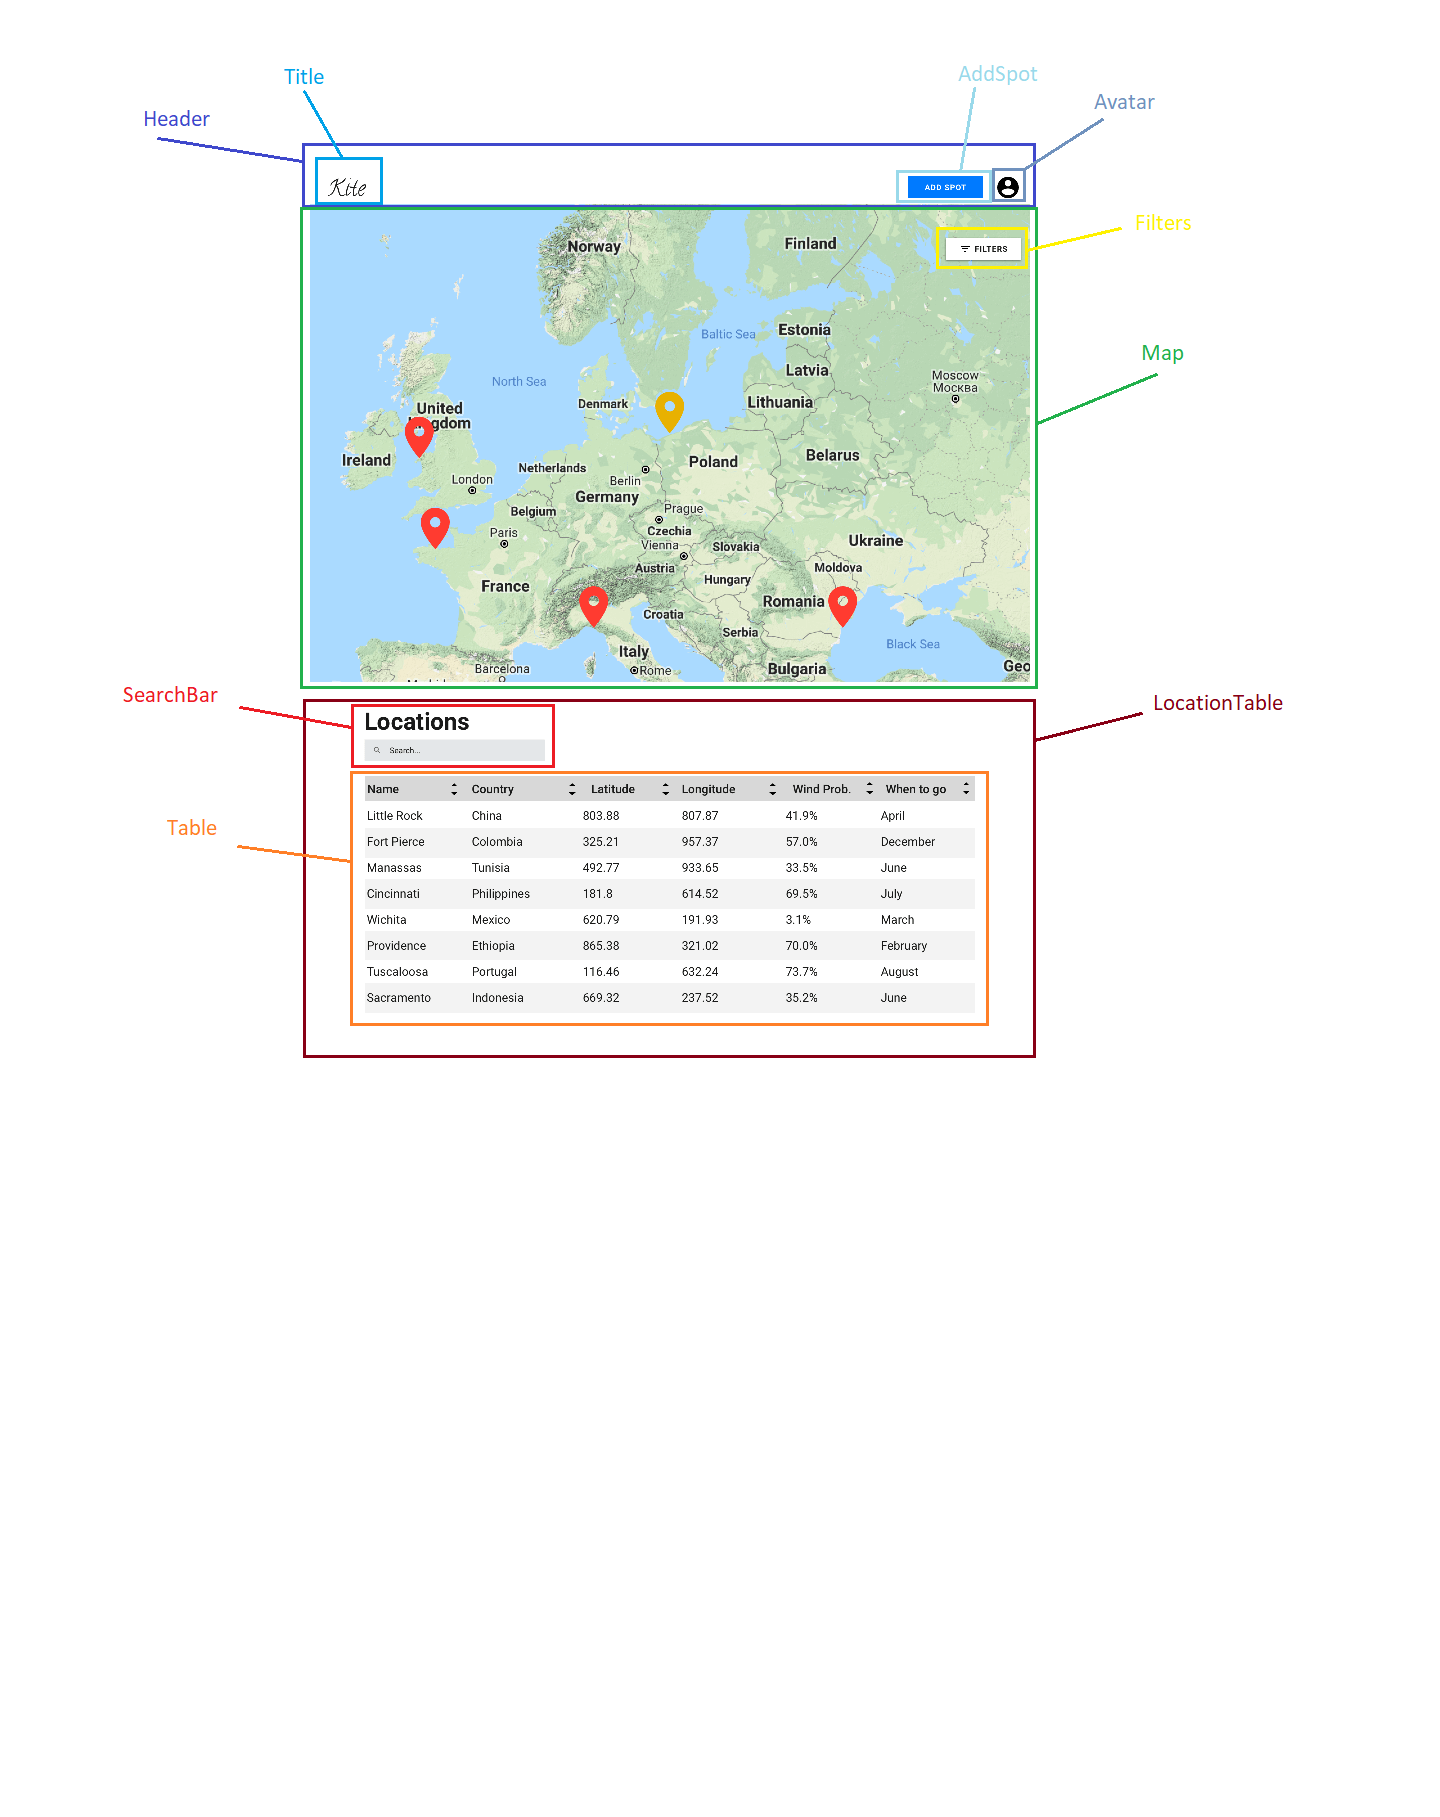 Title
AddSpot
Avatar
Header
Kite
ADD SPOT
Filters
FILTERS
Norway
Finland
Baltic Sea
Estonia
Latvia
Map
North Sea
Moscow
Москва
Denmark
Lithuania
United
Kingdom
Ireland
Netherlands
Poland
Belarus
London
Berlin
Germany
Belgium
Prague
Paris
Czechia
Ukraine
Vienna
Slovakia
Austria
Moldova
Hungary
France
Romania
Croatia
Serbia
Black Sea
Italy
Barcelona
Rome
Bulgaria
Geo
SearchBar
LocationTable
Locations
Search...
Table
Name Country Latitude Longitude Wind Prob. When to go
Little Rock China 803.88 807.87 41.9% April
Fort Pierce Colombia 325.21 957.37 57.0% December
Manassas Tunisia 492.77 933.65 33.5% June
Cincinnati Philippines 181.8 614.52 69.5% July
Wichita Mexico 620.79 191.93 3.1% March
Providence Ethiopia 865.38 321.02 70.0% February
Tuscaloosa Portugal 116.46 632.24 73.7% August
Sacramento Indonesia 669.32 237.52 35.2% June